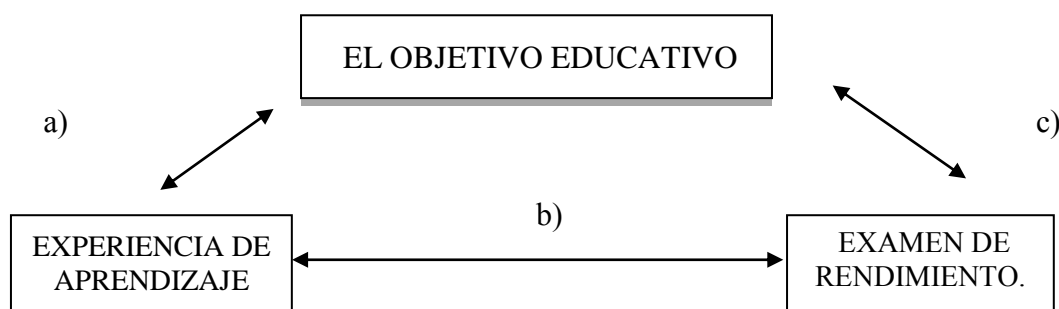 EL OBJETIVO EDUCATIVO
a)
c)
b)
EXPERIENCIA DE
APRENDIZAJE
EXAMEN DE
RENDIMIENTO.